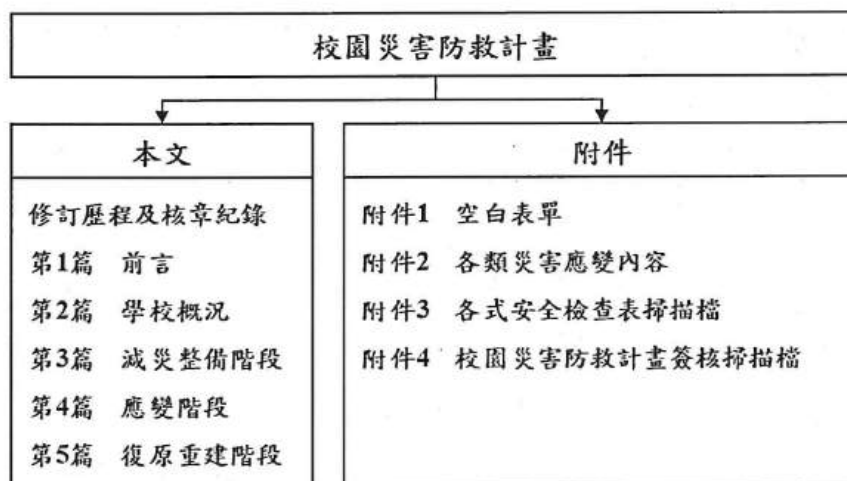 校園災害防救計畫
本文
修訂歷程及核章紀錄
第1篇 前言
第2篇 學校概況
第3篇 減災整備階段
第4篇 應變階段
第5篇 復原重建階段
附件
附件1 空白表單
附件2 各類災害應變內容
附件3 各式安全檢查表掃描檔
附件4 校園災害防救計畫簽核掃描檔